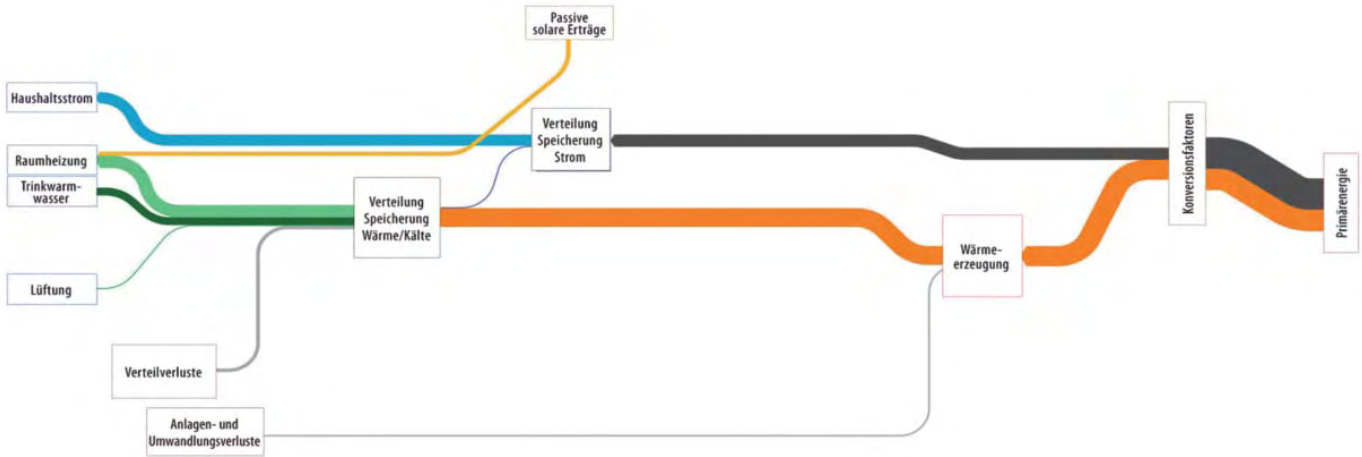 Passive
solare Erträge
Haushaltsstrom
Verteilung
Speicherung
Strom
Raumheizung
Trinkwarm-
wasser
Verteilung
Speicherung
Wärme/Kälte
Lüftung
Verteilverluste
Anlagen- und
Umwandlungsverluste
Wärme-
erzeugung
Konversionsfaktoren
Primärenergie